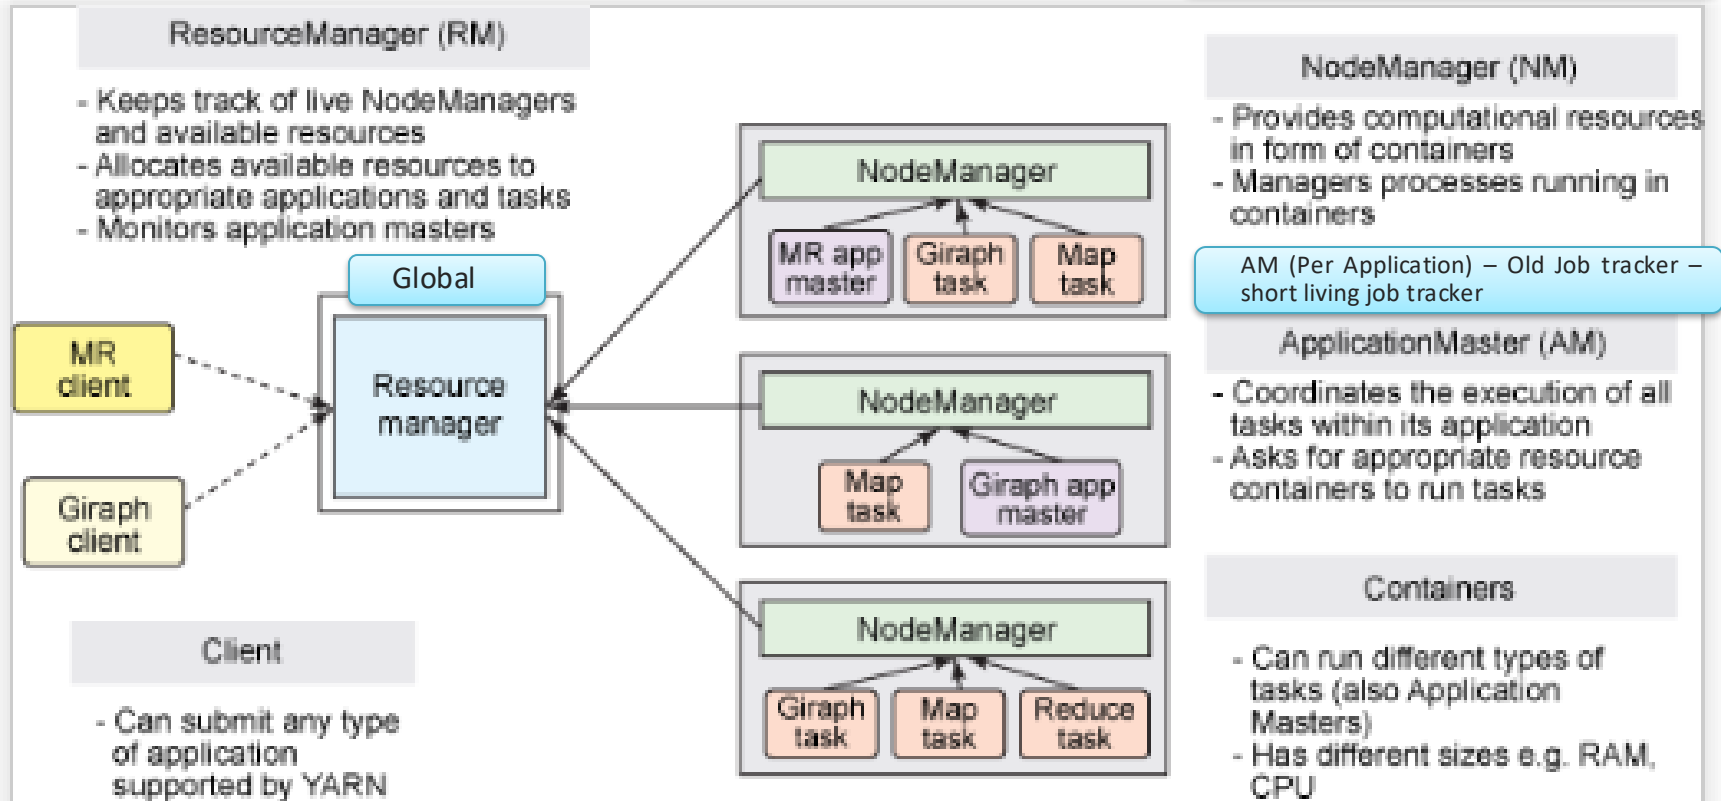 ResourceManager (RM)
- Keeps track of live NodeManagers
and available resources
- Allocates available resources to
appropriate applications and tasks
- Monitors application masters
Global
MR
client
Giraph
client
Resource
manager
Client
- Can submit any type
of application
supported by YARN
NodeManager
MR app
master
Giraph
task
Map
task
NodeManager
Map
task
Giraph app
master
NodeManager
Giraph
task
Map
task
Reduce
task
NodeManager (NM)
- Provides computational resources
in form of containers
- Managers processes running in
containers
AM (Per Application) – Old Job tracker –
short living job tracker
ApplicationMaster (AM)
- Coordinates the execution of all
tasks within its application
- Asks for appropriate resource
containers to run tasks
Containers
- Can run different types of
tasks (also Application
Masters)
- Has different sizes e.g. RAM,
CPU